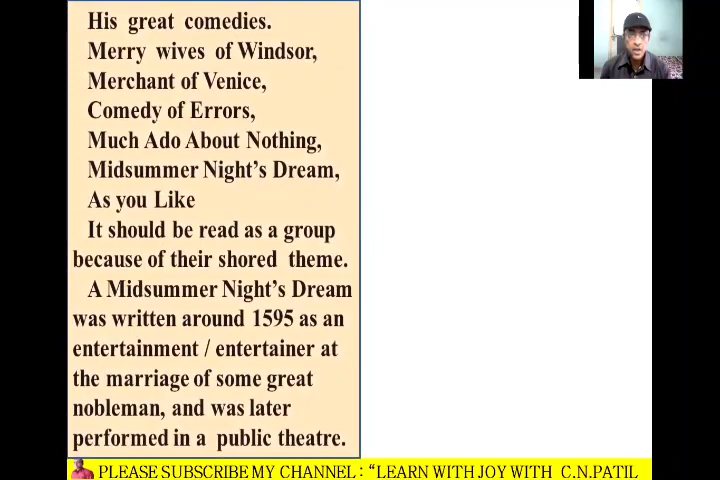 His great comedies.
Merry wives of Windsor,
Merchant of Venice,
Comedy of Errors,
Much Ado About Nothing,
Midsummer Night's Dream,
As you Like
It should be read as a group
because of their shored theme.
A Midsummer Night's Dream
was written around 1595 as an
entertainment / entertainer at
the marriage of some great
nobleman, and was later
performed in a public theatre.
PLEASE SUBSCRIBE MY CHANNEL : “LEARN WITH JOY WITH C.N.PATIL